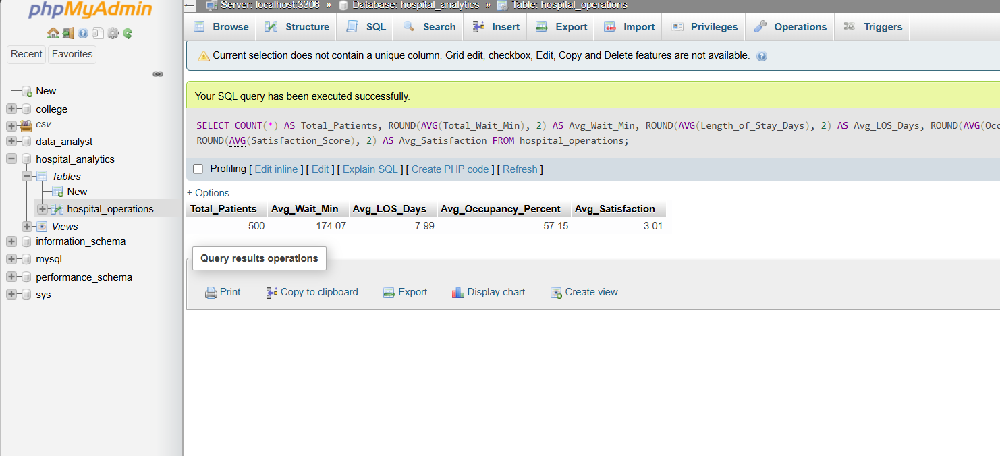 phpMyAdmin
Recent Favorites
New
college
csv
data_analyst
hospital_analytics
Tables
New
hospital_operations
Views
information_schema
mysql
performance_schema
sys
← Server: localhost:3306 » Database: hospital_analytics » Table: hospital_operations
Browse Structure SQL Search Insert Export Import Privileges Operations Triggers
Current selection does not contain a unique column. Grid edit, checkbox, Edit, Copy and Delete features are not available.
Your SQL query has been executed successfully.
SELECT COUNT(*) AS Total_Patients, ROUND(AVG(Total_Wait_Min), 2) AS Avg_Wait_Min, ROUND(AVG(Length_of_Stay_Days), 2) AS Avg_LOS_Days, ROUND(AVG(Occ
ROUND(AVG(Satisfaction_Score), 2) AS Avg_Satisfaction FROM hospital_operations;
Profiling [ Edit inline ] [ Edit ] [ Explain SQL ] [ Create PHP code ] [ Refresh ]
+ Options
Total_Patients Avg_Wait_Min Avg_LOS_Days Avg_Occupancy_Percent Avg_Satisfaction
500 174.07 7.99 57.15 3.01
Query results operations
Print Copy to clipboard Export Display chart Create view